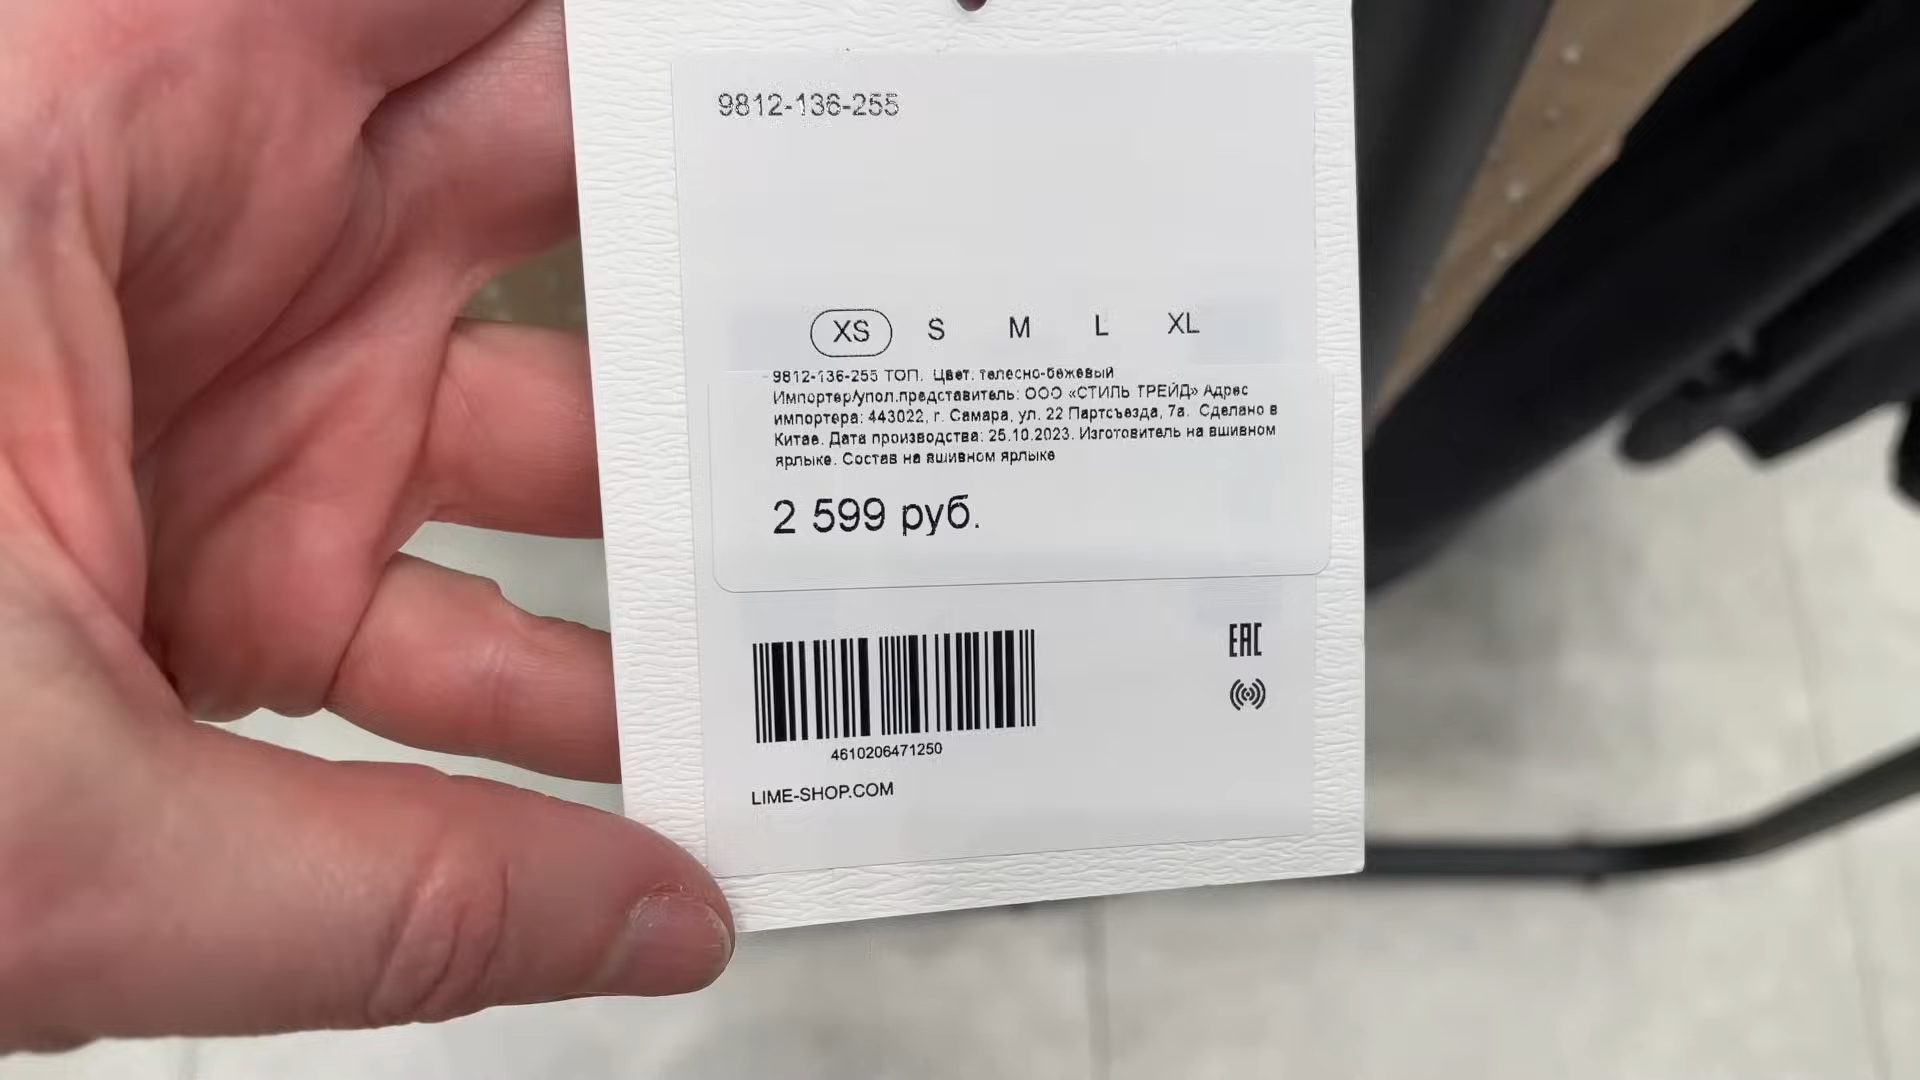 9812-136-255
XS S M L XL
9812-136-255 ТОП. Цвет: телесно-бежевый
Импортер/упол.представитель: ООО «СТИЛЬ ТРЕЙД» Адрес
импортера: 443022, г. Самара, ул. 22 Партсъезда, 7а. Сделано в
Китае. Дата производства: 25.10.2023. Изготовитель на вшивном
ярлыке. Состав на вшивном ярлыке
2 599 руб.
EAC
4610206471250
LIME-SHOP.COM